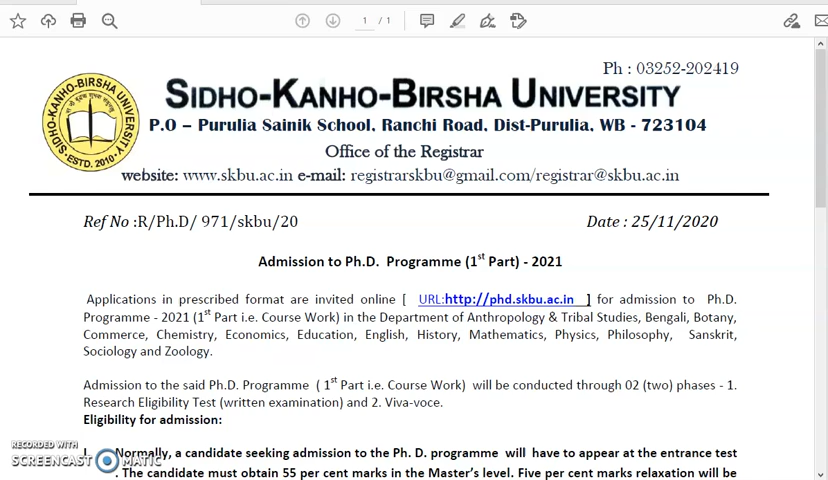 1 / 1
Ph : 03252-202419
SIDHO-KANHO-BIRSHA UNIVERSITY
SIDHO-KANHO-BIRSHA UNIVERSITY
ESTD. 2010
P.O – Purulia Sainik School, Ranchi Road, Dist-Purulia, WB - 723104
Office of the Registrar
website: www.skbu.ac.in e-mail: registrarskbu@gmail.com/registrar@skbu.ac.in
Ref No :R/Ph.D/ 971/skbu/20
Date : 25/11/2020
Admission to Ph.D. Programme (1st Part) - 2021
Applications in prescribed format are invited online [ URL:http://phd.skbu.ac.in ] for admission to Ph.D.
Programme - 2021 (1st Part i.e. Course Work) in the Department of Anthropology & Tribal Studies, Bengali, Botany,
Commerce, Chemistry, Economics, Education, English, History, Mathematics, Physics, Philosophy, Sanskrit,
Sociology and Zoology.
Admission to the said Ph.D. Programme ( 1st Part i.e. Course Work) will be conducted through 02 (two) phases - 1.
Research Eligibility Test (written examination) and 2. Viva-voce.
Eligibility for admission:
I. Normally, a candidate seeking admission to the Ph. D. programme will have to appear at the entrance test
. The candidate must obtain 55 per cent marks in the Master's level. Five per cent marks relaxation will be
RECORDED WITH
SCREENCAST MATIC